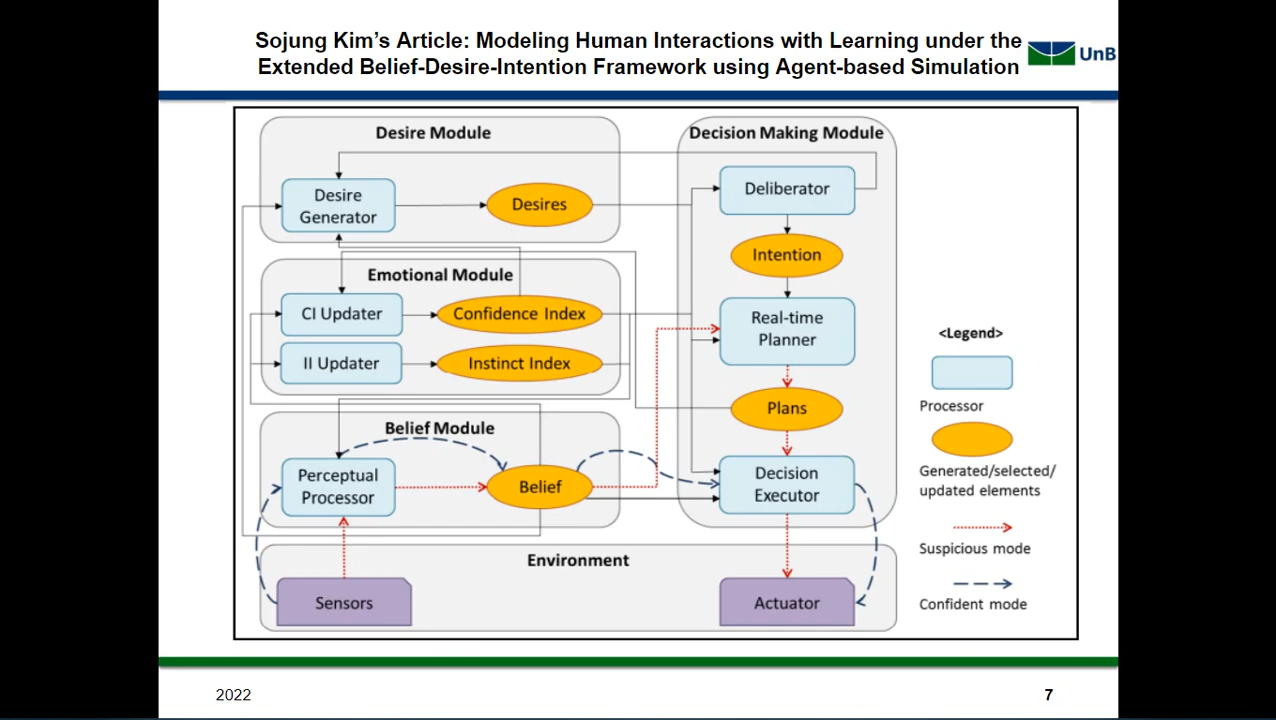 Sojung Kim's Article: Modeling Human Interactions with Learning under the
Extended Belief-Desire-Intention Framework using Agent-based Simulation
UnB
Desire Module
Desire
Generator
Desires
Emotional Module
CI Updater
Confidence Index
II Updater
Instinct Index
Belief Module
Perceptual
Processor
Belief
Decision Making Module
Deliberator
Intention
Real-time
Planner
Plans
Decision
Executor
Environment
Sensors
Actuator
<Legend>
Processor
Generated/selected/
updated elements
Suspicious mode
Confident mode
2022
7